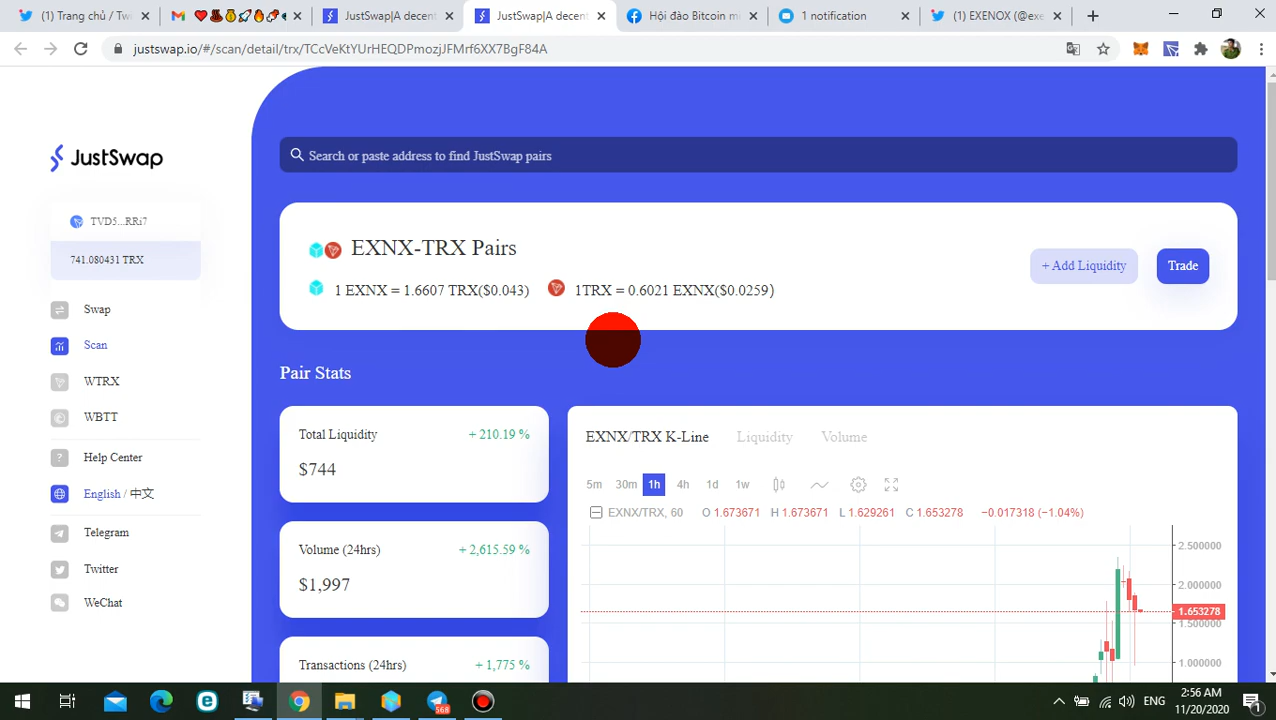 (1) Trang chủ / Tw
JustSwap|A decent
JustSwap|A decent
Hội đào Bitcoin m
1 notification
(1) EXENOX (@exe
justswap.io/#/scan/detail/trx/TCcVeKtYUrHEQDPmozjJFMrf6XX7BgF84A
JustSwap
TVD5...RRi7
741.080431 TRX
Swap
Scan
WTRX
WBTT
Help Center
English / 中文
Telegram
Twitter
WeChat
Search or paste address to find JustSwap pairs
EXNX-TRX Pairs
1 EXNX = 1.6607 TRX($0.043) 1TRX = 0.6021 EXNX($0.0259)
+ Add Liquidity
Trade
Pair Stats
Total Liquidity + 210.19 %
$744
Volume (24hrs) + 2,615.59 %
$1,997
Transactions (24hrs) + 1,775 %
EXNX/TRX K-Line Liquidity Volume
5m 30m 1h 4h 1d 1w
EXNX/TRX, 60 O 1.673671 H 1.673671 L 1.629261 C 1.653278 −0.017318 (−1.04%)
2.500000
2.000000
1.653278
1.500000
1.000000
568
ENG
2:56 AM
11/20/2020
1